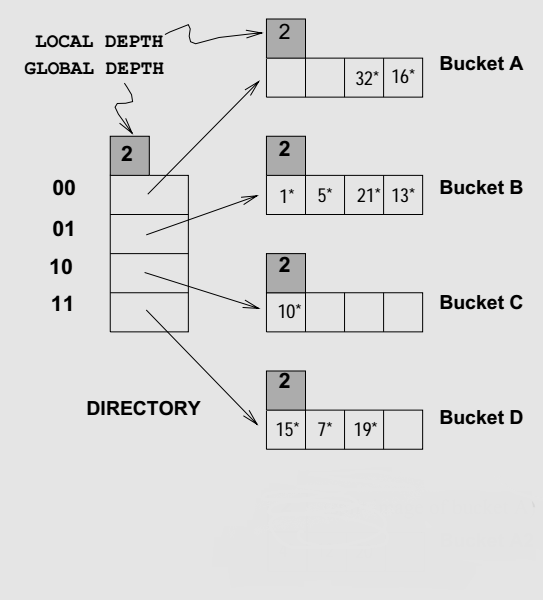 LOCAL DEPTH
GLOBAL DEPTH
2
00
01
10
11
DIRECTORY
2
32* 16*
Bucket A
2
1* 5* 21* 13*
Bucket B
2
10*
Bucket C
2
15* 7* 19*
Bucket D